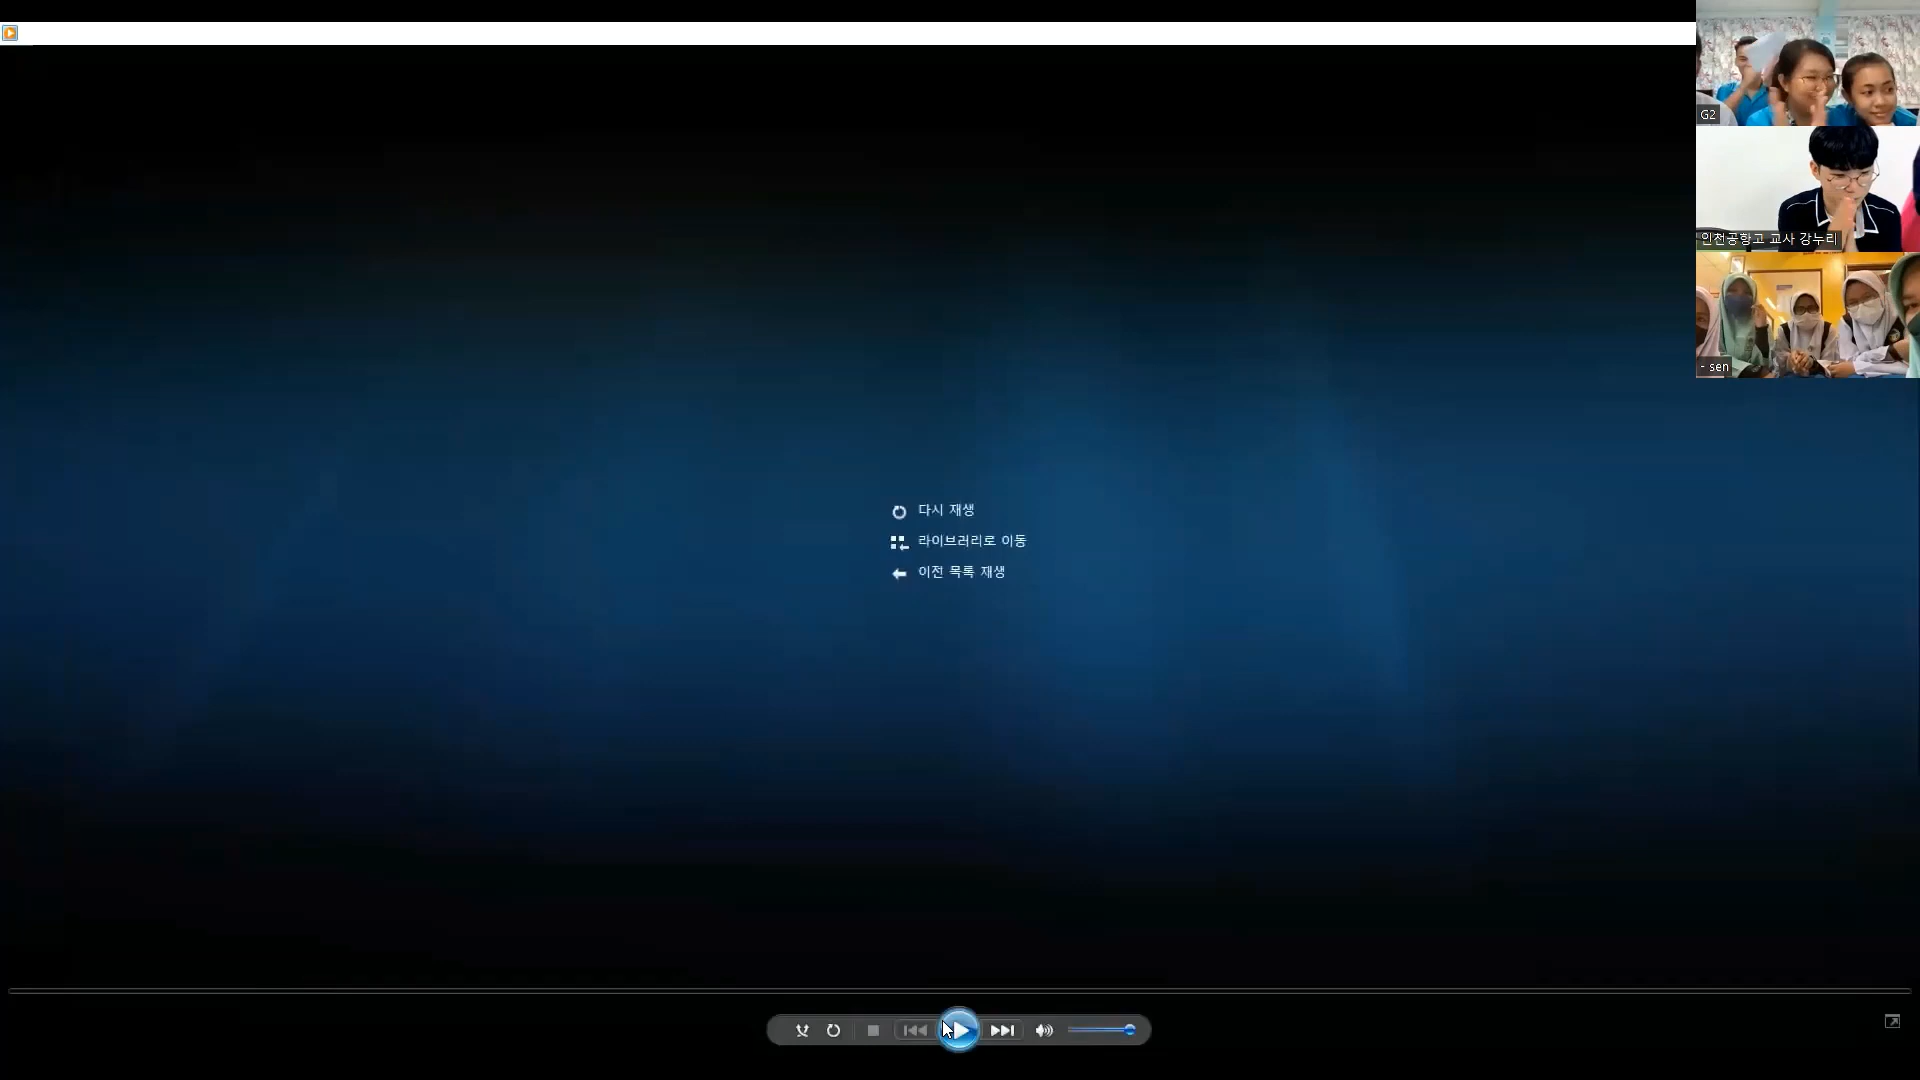 G2
인천공항고 교사 강누리
- sen
다시 재생
라이브러리로 이동
이전 목록 재생